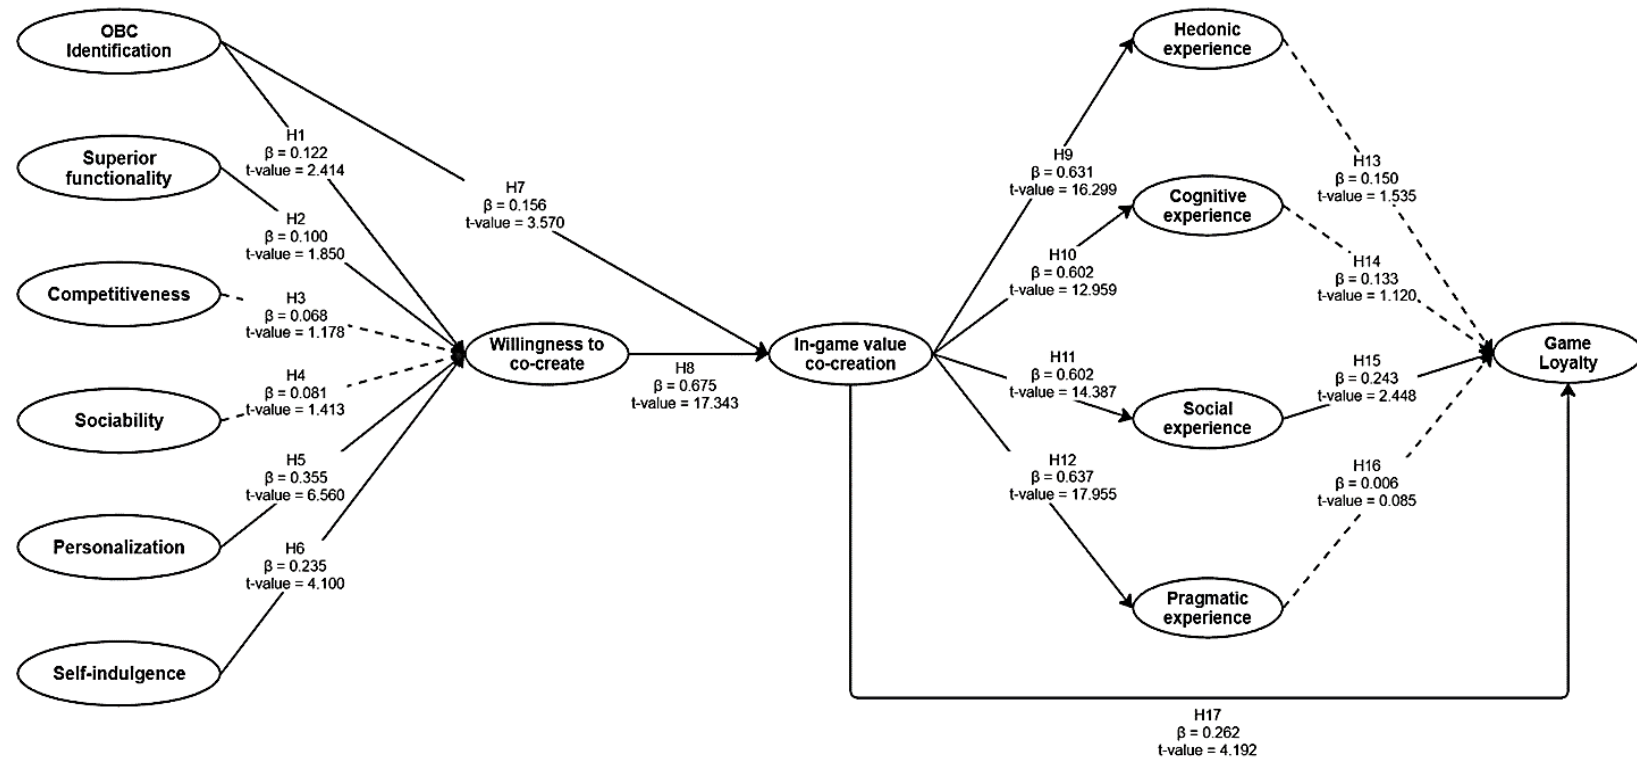 OBC
Identification
Superior
functionality
Competitiveness
Sociability
Personalization
Self-indulgence
H1
β = 0.122
t-value = 2.414
H2
β = 0.100
t-value = 1.850
H3
β = 0.068
t-value = 1.178
H4
β = 0.081
t-value = 1.413
H5
β = 0.355
t-value = 6.560
H6
β = 0.235
t-value = 4.100
H7
β = 0.156
t-value = 3.570
Willingness to
co-create
H8
β = 0.675
t-value = 17.343
In-game value
co-creation
H9
β = 0.631
t-value = 16.299
H10
β = 0.602
t-value = 12.959
H11
β = 0.602
t-value = 14.387
H12
β = 0.637
t-value = 17.955
Hedonic
experience
Cognitive
experience
Social
experience
Pragmatic
experience
H13
β = 0.150
t-value = 1.535
H14
β = 0.133
t-value = 1.120
H15
β = 0.243
t-value = 2.448
H16
β = 0.006
t-value = 0.085
Game
Loyalty
H17
β = 0.262
t-value = 4.192